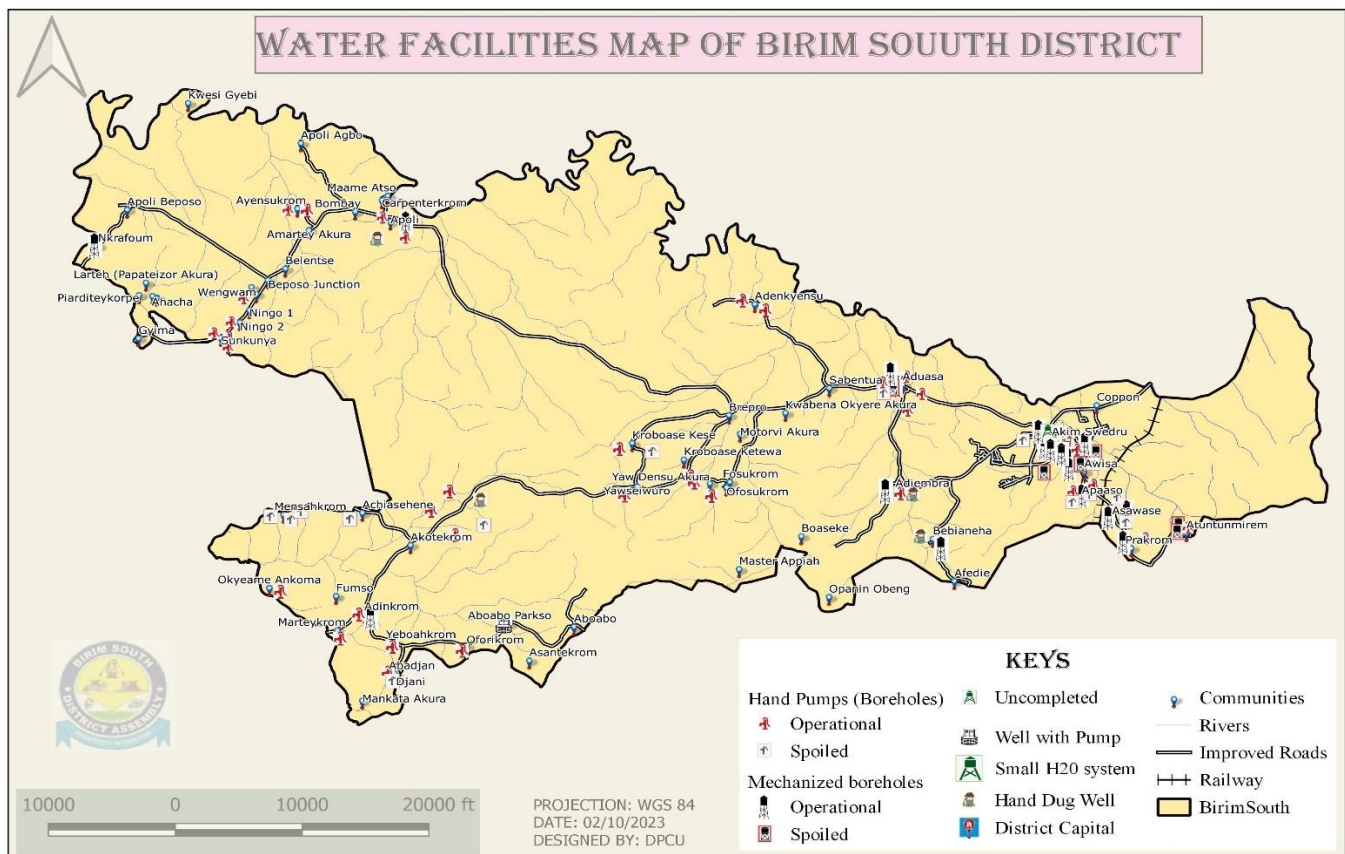 WATER FACILITIES MAP OF BIRIM SOUUTH DISTRICT
Kwesi Gyebi
Apoli Agbo
Maame Atso
Carpenterkrom
Apoli Beposo
Ayensukrom
Bombay
Apoli
Nkrafoum
Amartey Akura
Belentse
Larteh (Papateizor Akura)
Beposo Junction
Piarditeykorpe
Ahacha
Wengwam
Ningo 1
Ningo 2
Gyima
Sunkunya
Adenkyensu
Sabentua
Aduasa
Kwabena Okyere Akura
Coppon
Brepro
Motorvi Akura
Akim Swedru
Kroboase Kese
Kroboase Ketewa
Awisa
Yaw Densu Akura
Fosukrom
Yawseiwuro
Ofosukrom
Adiembra
Apaaso
Asawase
Mensahkrom
Achiasehene
Atuntunmirem
Akotekrom
Boaseke
Bebianeha
Prakrom
Master Appiah
Afedie
Okyeame Ankoma
Fumso
Opanin Obeng
Adinkrom
Marteykrom
Aboabo Parkso
Aboabo
Yeboahkrom
Oforikrom
Asantekrom
Abadjan
Djani
Mankata Akura
BIRIM SOUTH
DISTRICT ASSEMBLY
KEYS
Hand Pumps (Boreholes)
Operational
Spoiled
Mechanized boreholes
Operational
Spoiled
Uncompleted
Well with Pump
Small H20 system
Hand Dug Well
District Capital
Communities
Rivers
Improved Roads
Railway
BirimSouth
10000 0 10000 20000 ft
PROJECTION: WGS 84
DATE: 02/10/2023
DESIGNED BY: DPCU